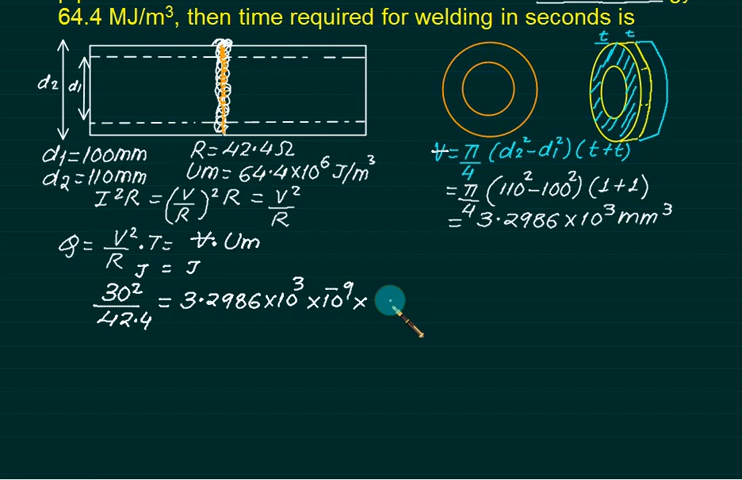 64.4 MJ/m³, then time required for welding in seconds is
d2 d1 t t
d1=100mm R=42.4Ω V=π/4 (d2²-d1²)(t+t)
d2=110mm Um=64.4×10⁶ J/m³
I²R = (V/R)²R = V²/R =π/4 (110²-100²)(1+1)
= 3.2986×10³ mm³
Q= V²/R . T= V. Um
J = J
30²/42.4 = 3.2986×10³ ×10⁻⁹ ×